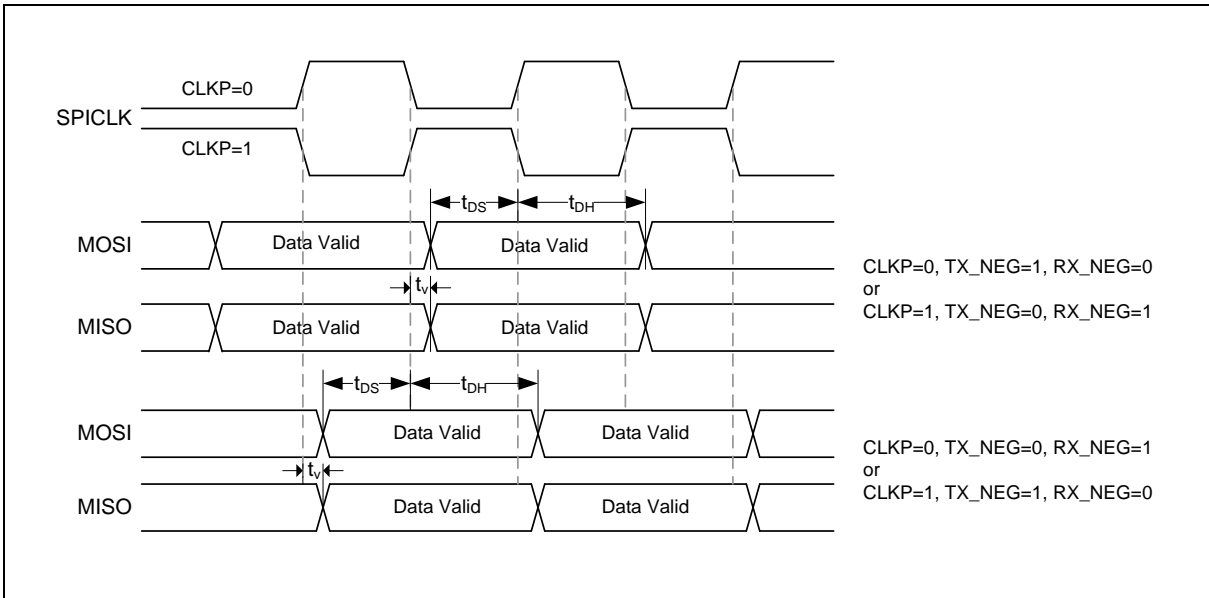 CLKP=0
SPICLK
CLKP=1
tDS
tDH
MOSI
Data Valid
Data Valid
CLKP=0, TX_NEG=1, RX_NEG=0
or
CLKP=1, TX_NEG=0, RX_NEG=1
tv
MISO
Data Valid
Data Valid
tDS
tDH
MOSI
Data Valid
Data Valid
CLKP=0, TX_NEG=0, RX_NEG=1
or
CLKP=1, TX_NEG=1, RX_NEG=0
tv
MISO
Data Valid
Data Valid